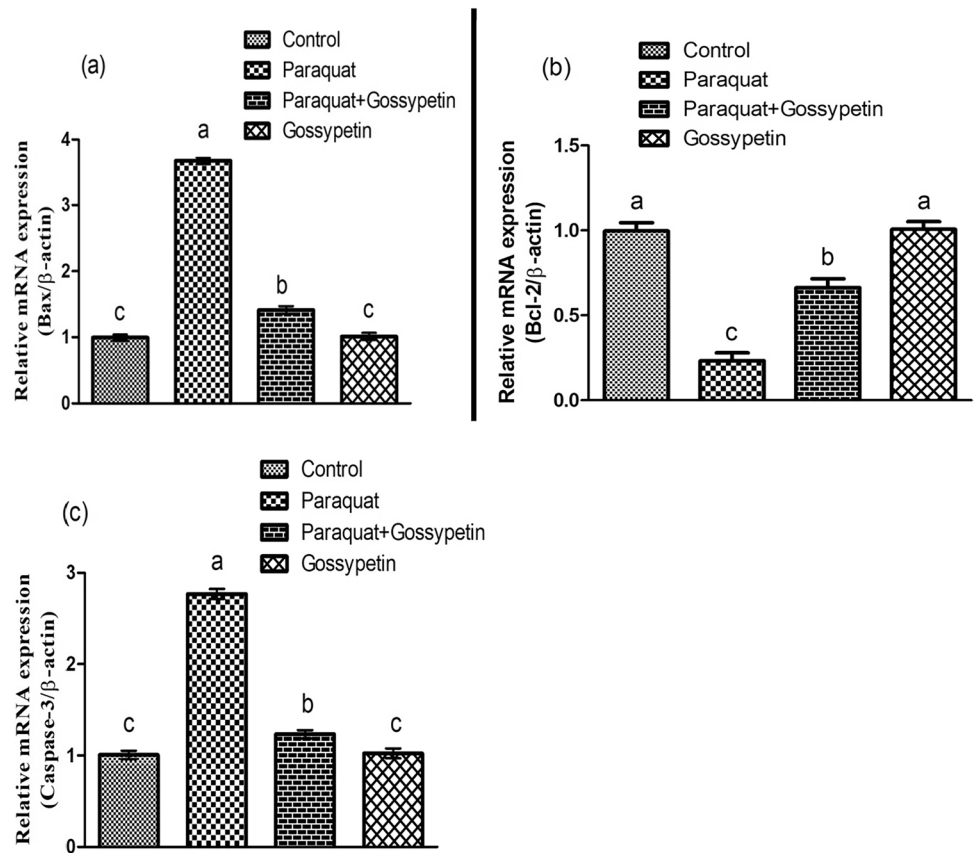 (a)
Control
Paraquat
Paraquat+Gossypetin
Gossypetin
Relative mRNA expression
(Bax/β-actin)
4
3
2
1
0
c
a
b
c
(b)
Control
Paraquat
Paraquat+Gossypetin
Gossypetin
Relative mRNA expression
(Bcl-2/β-actin)
1.5
1.0
0.5
0.0
a
c
b
a
(c)
Control
Paraquat
Paraquat+Gossypetin
Gossypetin
Relative mRNA expression
(Caspase-3/β-actin)
3
2
1
0
c
a
b
c